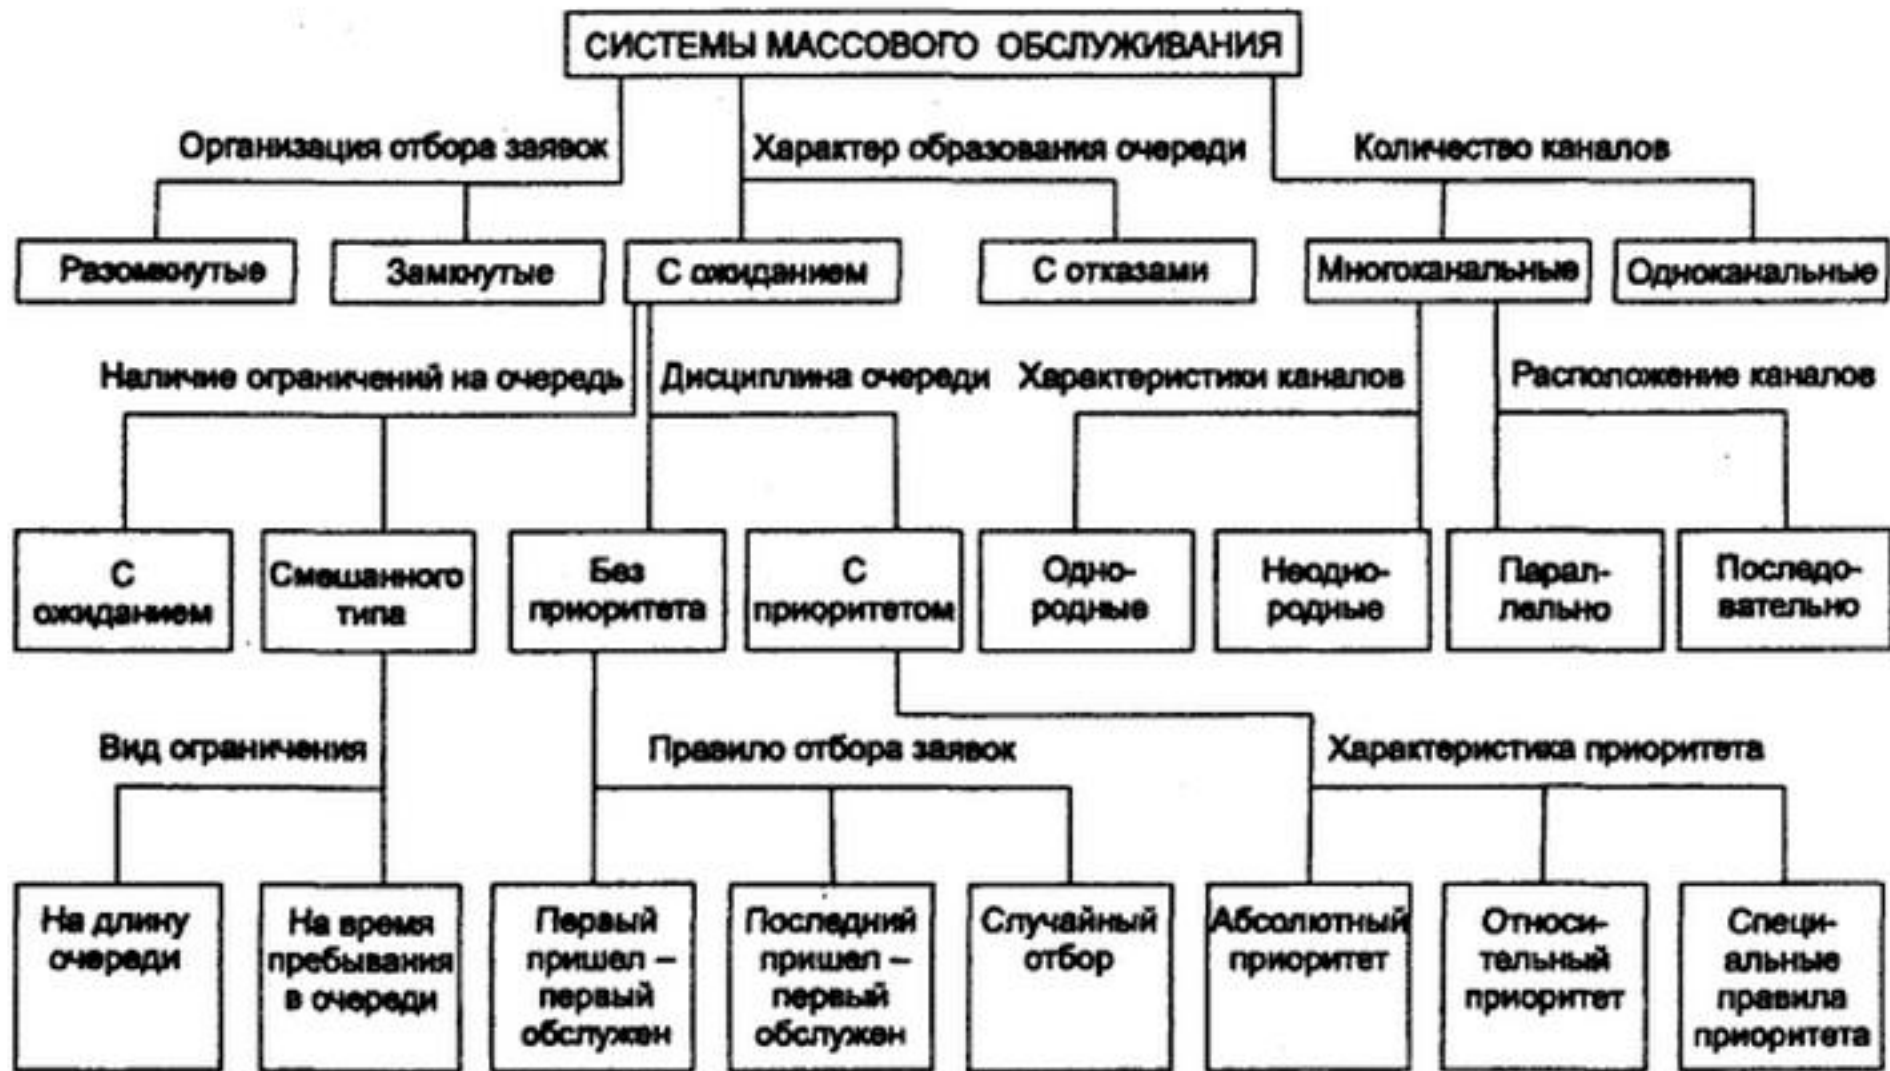 СИСТЕМЫ МАССОВОГО ОБСЛУЖИВАНИЯ
Организация отбора заявок
Характер образования очереди
Количество каналов
Разомкнутые
Замкнутые
С ожиданием
С отказами
Многоканальные
Одноканальные
Наличие ограничений на очередь
Дисциплина очереди
Характеристики каналов
Расположение каналов
С
ожиданием
Смешанного
типа
Без
приоритета
С
приоритетом
Одно-
родные
Неодно-
родные
Парал-
лельно
Последо-
вательно
Вид ограничения
Правило отбора заявок
Характеристика приоритета
На длину
очереди
На время
пребывания
в очереди
Первый
пришел –
первый
обслужен
Последний
пришел –
первый
обслужен
Случайный
отбор
Абсолютный
приоритет
Относи-
тельный
приоритет
Специ-
альные
правила
приоритета